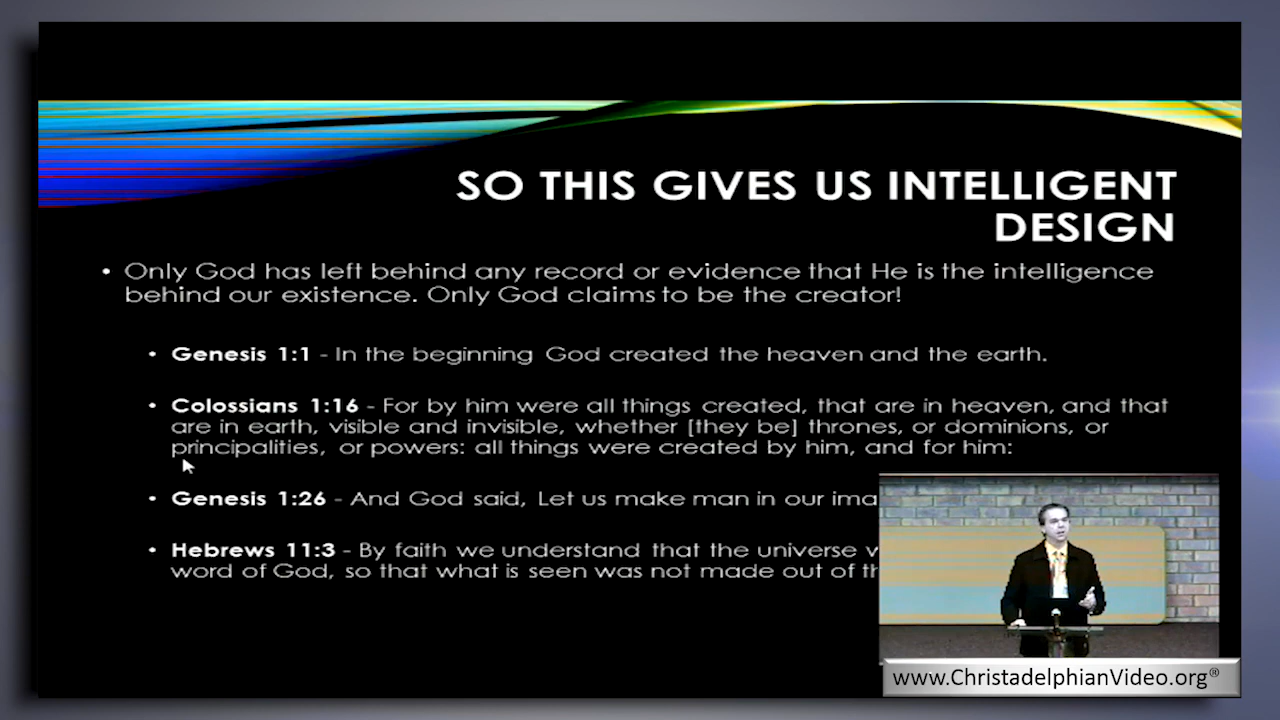 SO THIS GIVES US INTELLIGENT
DESIGN
• Only God has left behind any record or evidence that He is the intelligence
behind our existence. Only God claims to be the creator!
• Genesis 1:1 - In the beginning God created the heaven and the earth.
• Colossians 1:16 - For by him were all things created, that are in heaven, and that
are in earth, visible and invisible, whether [they be] thrones, or dominions, or
principalities, or powers: all things were created by him, and for him:
• Genesis 1:26 - And God said, Let us make man in our
• Hebrews 11:3 - By faith we understand that the universe
word of God, so that what is seen was not made out of
www.ChristadelphianVideo.org®